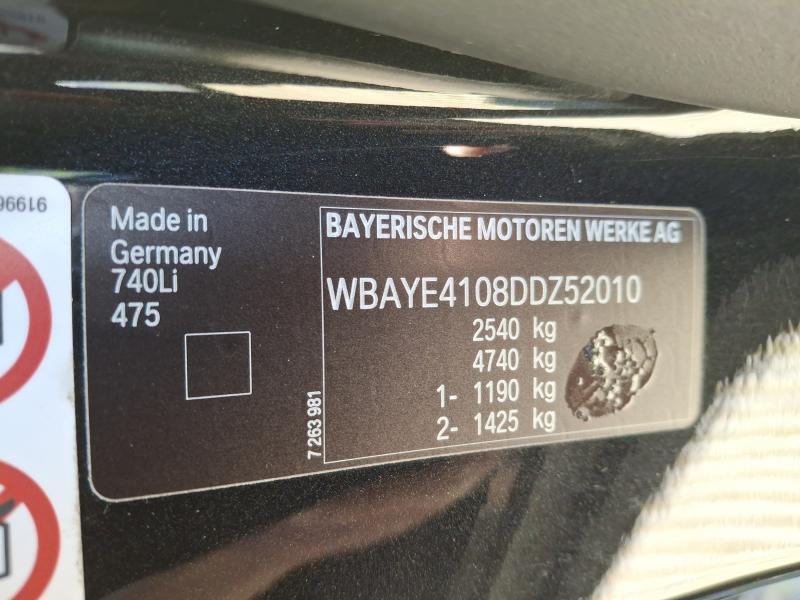 Made in
Germany
740Li
475
BAYERISCHE MOTOREN WERKE AG
WBAYE4108DDZ52010
2540 kg
4740 kg
1- 1190 kg
2- 1425 kg
7 263 981